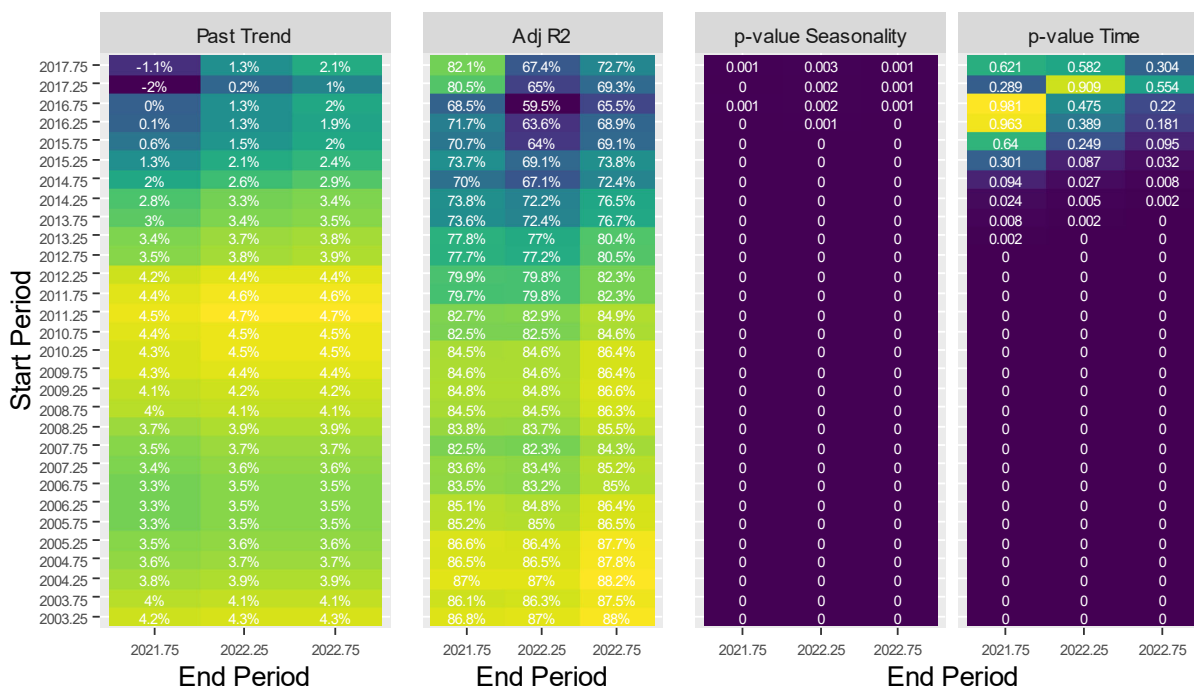 Past Trend Adj R2 p-value Seasonality p-value Time
2017.75 -1.1% 1.3% 2.1% 82.1% 67.4% 72.7% 0.001 0.003 0.001 0.621 0.582 0.304
2017.25 -2% 0.2% 1% 80.5% 65% 69.3% 0 0.002 0.001 0.289 0.909 0.554
2016.75 0% 1.3% 2% 68.5% 59.5% 65.5% 0.001 0.002 0.001 0.981 0.475 0.22
2016.25 0.1% 1.3% 1.9% 71.7% 63.6% 68.9% 0 0.001 0 0.963 0.389 0.181
2015.75 0.6% 1.5% 2% 70.7% 64% 69.1% 0 0 0 0.64 0.249 0.095
2015.25 1.3% 2.1% 2.4% 73.7% 69.1% 73.8% 0 0 0 0.301 0.087 0.032
2014.75 2% 2.6% 2.9% 70% 67.1% 72.4% 0 0 0 0.094 0.027 0.008
2014.25 2.8% 3.3% 3.4% 73.8% 72.2% 76.5% 0 0 0 0.024 0.005 0.002
2013.75 3% 3.4% 3.5% 73.6% 72.4% 76.7% 0 0 0 0.008 0.002 0
2013.25 3.4% 3.7% 3.8% 77.8% 77% 80.4% 0 0 0 0.002 0 0
2012.75 3.5% 3.8% 3.9% 77.7% 77.2% 80.5% 0 0 0 0 0 0
2012.25 4.2% 4.4% 4.4% 79.9% 79.8% 82.3% 0 0 0 0 0 0
2011.75 4.4% 4.6% 4.6% 79.7% 79.8% 82.3% 0 0 0 0 0 0
2011.25 4.5% 4.7% 4.7% 82.7% 82.9% 84.9% 0 0 0 0 0 0
2010.75 4.4% 4.5% 4.5% 82.5% 82.5% 84.6% 0 0 0 0 0 0
2010.25 4.3% 4.5% 4.5% 84.5% 84.6% 86.4% 0 0 0 0 0 0
2009.75 4.3% 4.4% 4.4% 84.6% 84.6% 86.4% 0 0 0 0 0 0
2009.25 4.1% 4.2% 4.2% 84.8% 84.8% 86.6% 0 0 0 0 0 0
2008.75 4% 4.1% 4.1% 84.5% 84.5% 86.3% 0 0 0 0 0 0
2008.25 3.7% 3.9% 3.9% 83.8% 83.7% 85.5% 0 0 0 0 0 0
2007.75 3.5% 3.7% 3.7% 82.5% 82.3% 84.3% 0 0 0 0 0 0
2007.25 3.4% 3.6% 3.6% 83.6% 83.4% 85.2% 0 0 0 0 0 0
2006.75 3.3% 3.5% 3.5% 83.5% 83.2% 85% 0 0 0 0 0 0
2006.25 3.3% 3.5% 3.5% 85.1% 84.8% 86.4% 0 0 0 0 0 0
2005.75 3.3% 3.5% 3.5% 85.2% 85% 86.5% 0 0 0 0 0 0
2005.25 3.5% 3.6% 3.6% 86.6% 86.4% 87.7% 0 0 0 0 0 0
2004.75 3.6% 3.7% 3.7% 86.5% 86.5% 87.8% 0 0 0 0 0 0
2004.25 3.8% 3.9% 3.9% 87% 87% 88.2% 0 0 0 0 0 0
2003.75 4% 4.1% 4.1% 86.1% 86.3% 87.5% 0 0 0 0 0 0
2003.25 4.2% 4.3% 4.3% 86.8% 87% 88% 0 0 0 0 0 0
Start Period
2021.75 2022.25 2022.75 2021.75 2022.25 2022.75 2021.75 2022.25 2022.75 2021.75 2022.25 2022.75
End Period End Period End Period